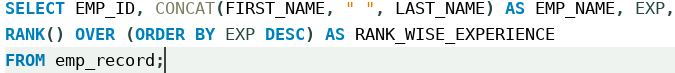 SELECT EMP_ID, CONCAT(FIRST_NAME, " ", LAST_NAME) AS EMP_NAME, EXP,
RANK() OVER (ORDER BY EXP DESC) AS RANK_WISE_EXPERIENCE
FROM emp_record;